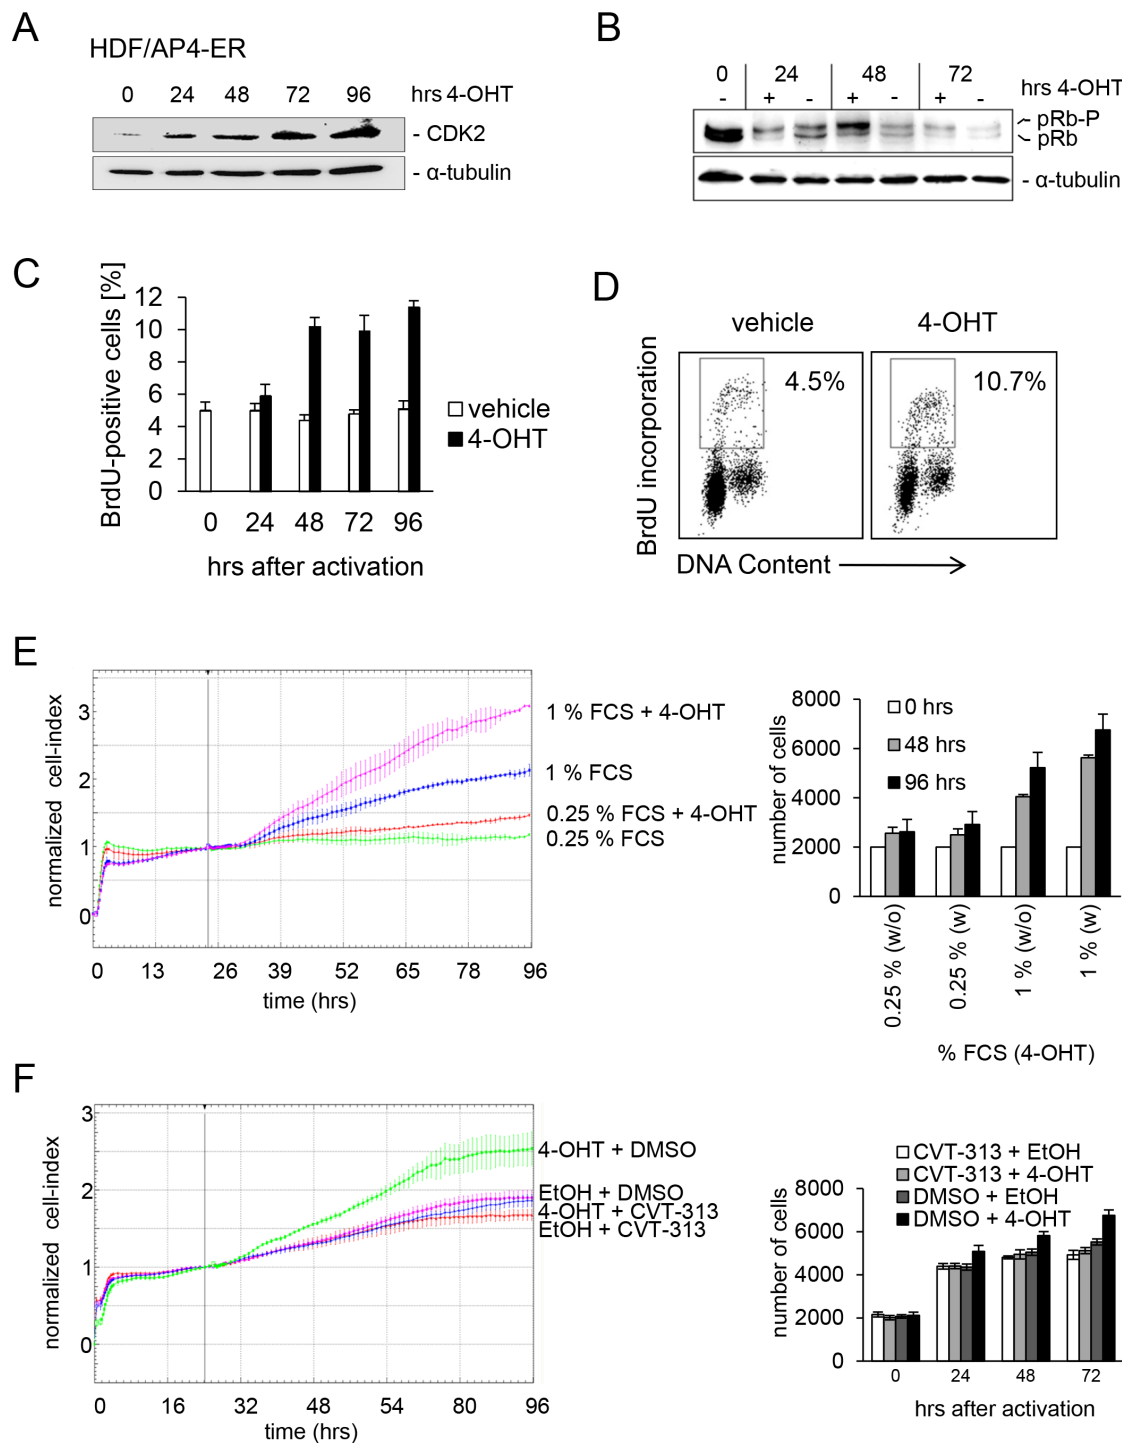 A
HDF/AP4-ER
0 24 48 72 96 hrs 4-OHT
- CDK2
- α-tubulin
B
0 24 48 72 hrs 4-OHT
- + - + - + -
pRb-P
pRb
- α-tubulin
C
BrdU-positive cells [%]
12
10
8
6
4
2
0
0 24 48 72 96
hrs after activation
vehicle
4-OHT
D
vehicle 4-OHT
4.5% 10.7%
BrdU incorporation
DNA Content
E
normalized cell-index
3
2
1
0
0 13 26 39 52 65 78 96
time (hrs)
1 % FCS + 4-OHT
1 % FCS
0.25 % FCS + 4-OHT
0.25 % FCS
number of cells
8000
6000
4000
2000
0
0 hrs
48 hrs
96 hrs
0.25 % (w/o)
0.25 % (w)
1 % (w/o)
1 % (w)
% FCS (4-OHT)
F
normalized cell-index
3
2
1
0
0 16 32 48 54 80 96
time (hrs)
4-OHT + DMSO
EtOH + DMSO
4-OHT + CVT-313
EtOH + CVT-313
number of cells
8000
6000
4000
2000
0
CVT-313 + EtOH
CVT-313 + 4-OHT
DMSO + EtOH
DMSO + 4-OHT
0 24 48 72
hrs after activation